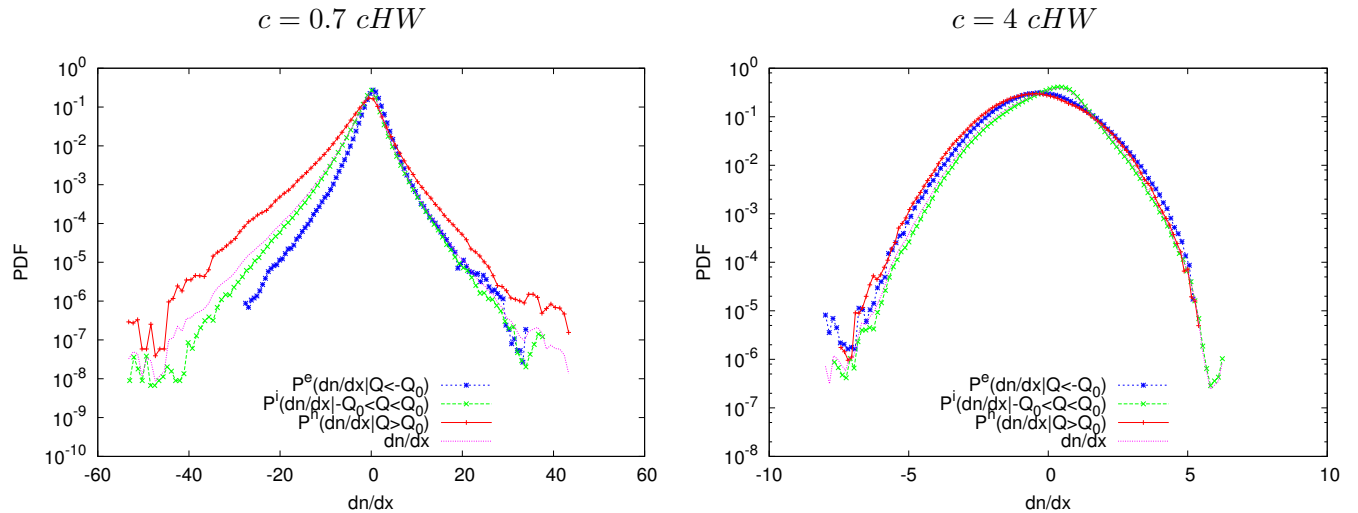 c = 0.7 cHW
c = 4 cHW
10^0
10^-1
10^-2
10^-3
10^-4
10^-5
10^-6
10^-7
10^-8
10^-9
10^-10
PDF
-60 -40 -20 0 20 40 60
dn/dx
P^e(dn/dx|Q<-Q_0)
P^i(dn/dx|-Q_0<Q<Q_0)
P^h(dn/dx|Q>Q_0)
dn/dx
10^0
10^-1
10^-2
10^-3
10^-4
10^-5
10^-6
10^-7
10^-8
PDF
-10 -5 0 5 10
dn/dx
P^e(dn/dx|Q<-Q_0)
P^i(dn/dx|-Q_0<Q<Q_0)
P^h(dn/dx|Q>Q_0)
dn/dx